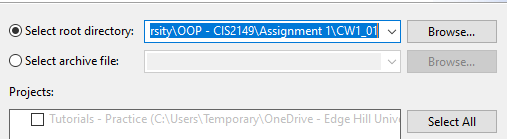 Select root directory: rsity\OOP - CIS2149\Assignment 1\CW1_01 Browse...
Select archive file: Browse...
Projects:
Tutorials - Practice (C:\Users\Temporary\OneDrive - Edge Hill Unive Select All